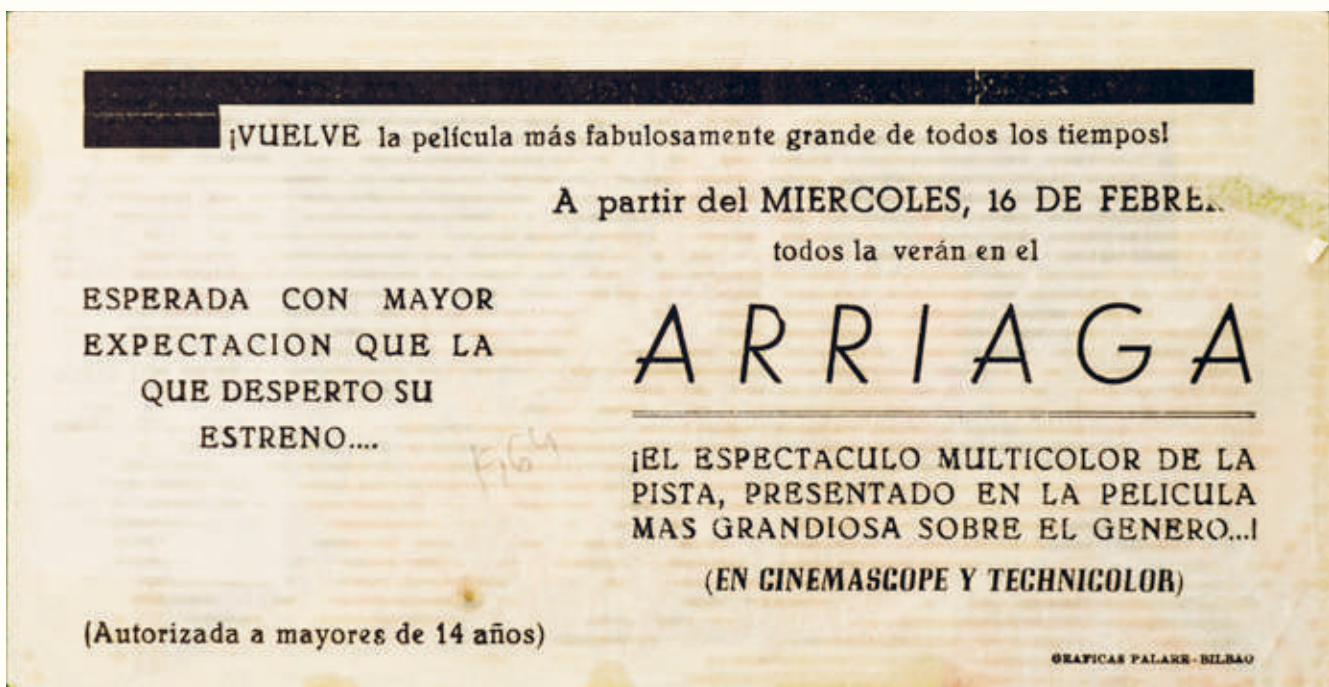 ¡VUELVE la película más fabulosamente grande de todos los tiempos!
A partir del MIERCOLES, 16 DE
todos la verán en el
ARRIAGA
ESPERADA CON MAYOR
EXPECTACION QUE LA
QUE DESPERTO SU
ESTRENO....
¡EL ESPECTACULO MULTICOLOR DE LA
PISTA, PRESENTADO EN LA PELICULA
MAS GRANDIOSA SOBRE EL GENERO...!
(EN CINEMASCOPE Y TECHNICOLOR)
(Autorizada a mayores de 14 años)
GRAFICAS PALARE-BILBAO